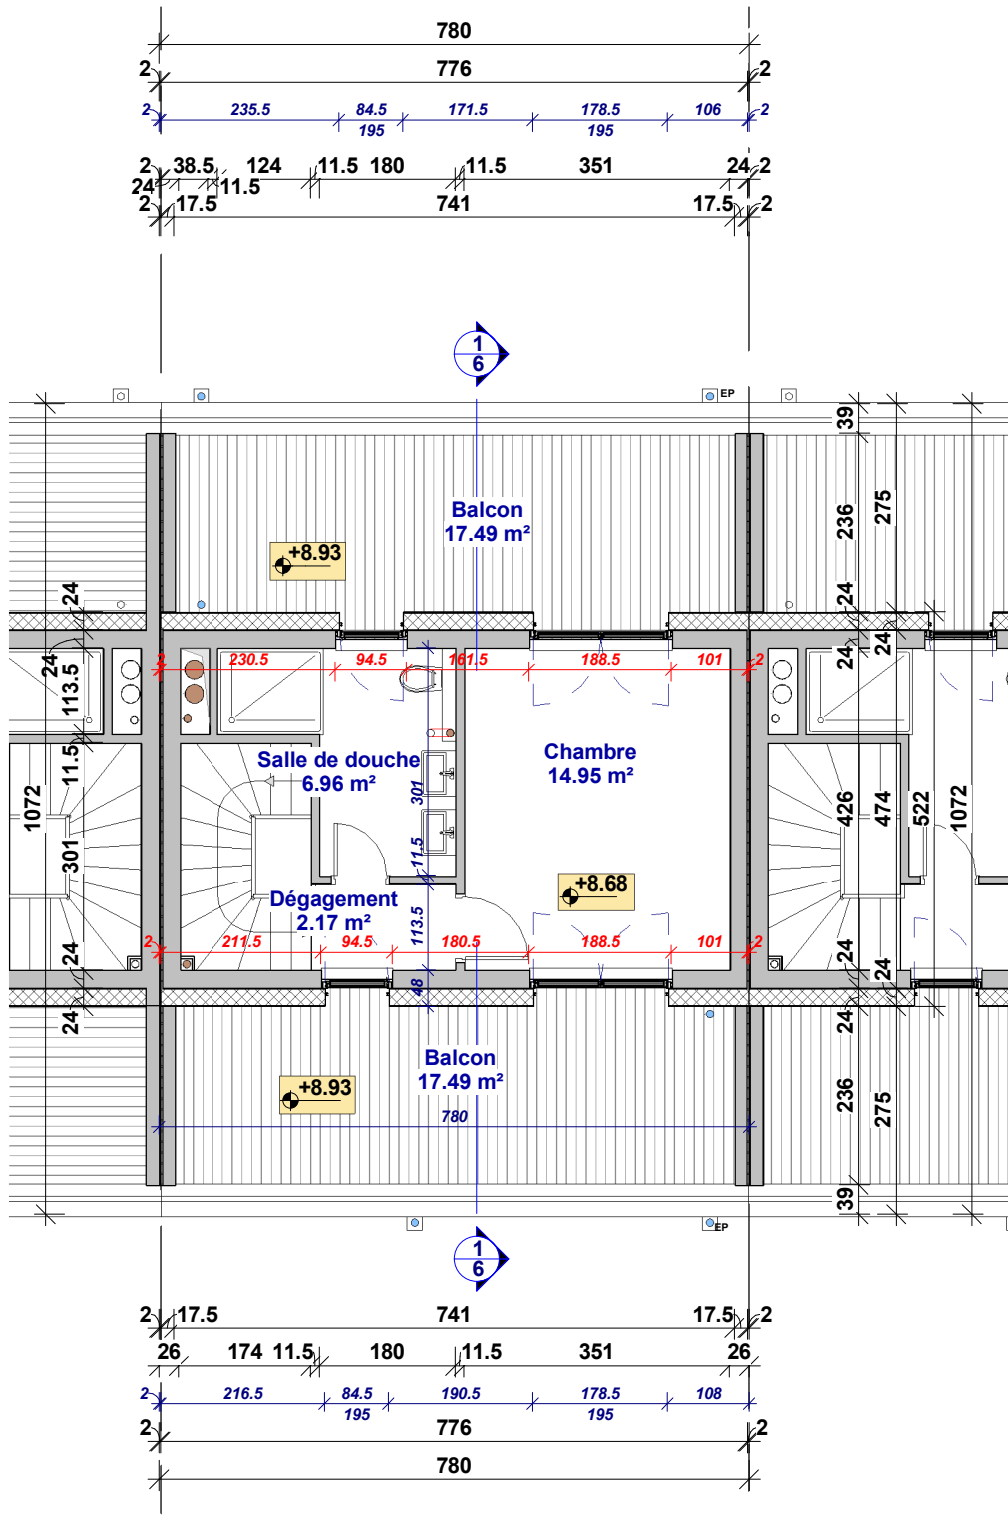 780
2 776 2
2 235.5 84.5 171.5 178.5 106 2
195 195
2 38.5 124 11.5 180 11.5 351 24 2
24 11.5
2 17.5 741 17.5 2
1
6
EP
39
Balcon
17.49 m²
236
275
+8.93
24
24
24
24
24
2 230.5 94.5 161.5 188.5 101 2
113.5
11.5
Salle de douche
6.96 m²
Chambre
14.95 m²
301
1072
301
426
474
522
1072
11.5
+8.68
Dégagement
2.17 m²
113.5
2 211.5 94.5 180.5 188.5 101 2
24
24
24
48
24
24
Balcon
17.49 m²
+8.93
236
275
780
39
EP
1
6
2 17.5 741 17.5 2
26 174 11.5 180 11.5 351 26
2 216.5 84.5 190.5 178.5 108
195 195
2 776 2
780